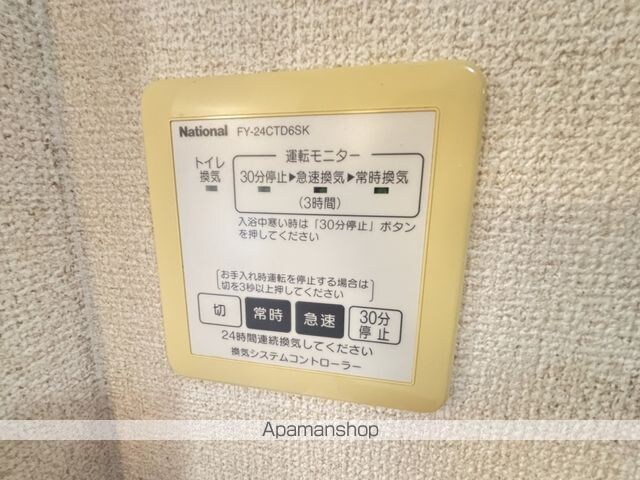 National FY-24CTD6SK
トイレ
換気
運転モニター
30分停止▶急速換気▶常時換気
(3時間)
入浴中寒い時は「30分停止」ボタン
を押してください
お手入れ時運転を停止する場合は
切を3秒以上押してください
切 常時 急速 30分
停止
24時間連続換気してください
換気システムコントローラー
Apamanshop